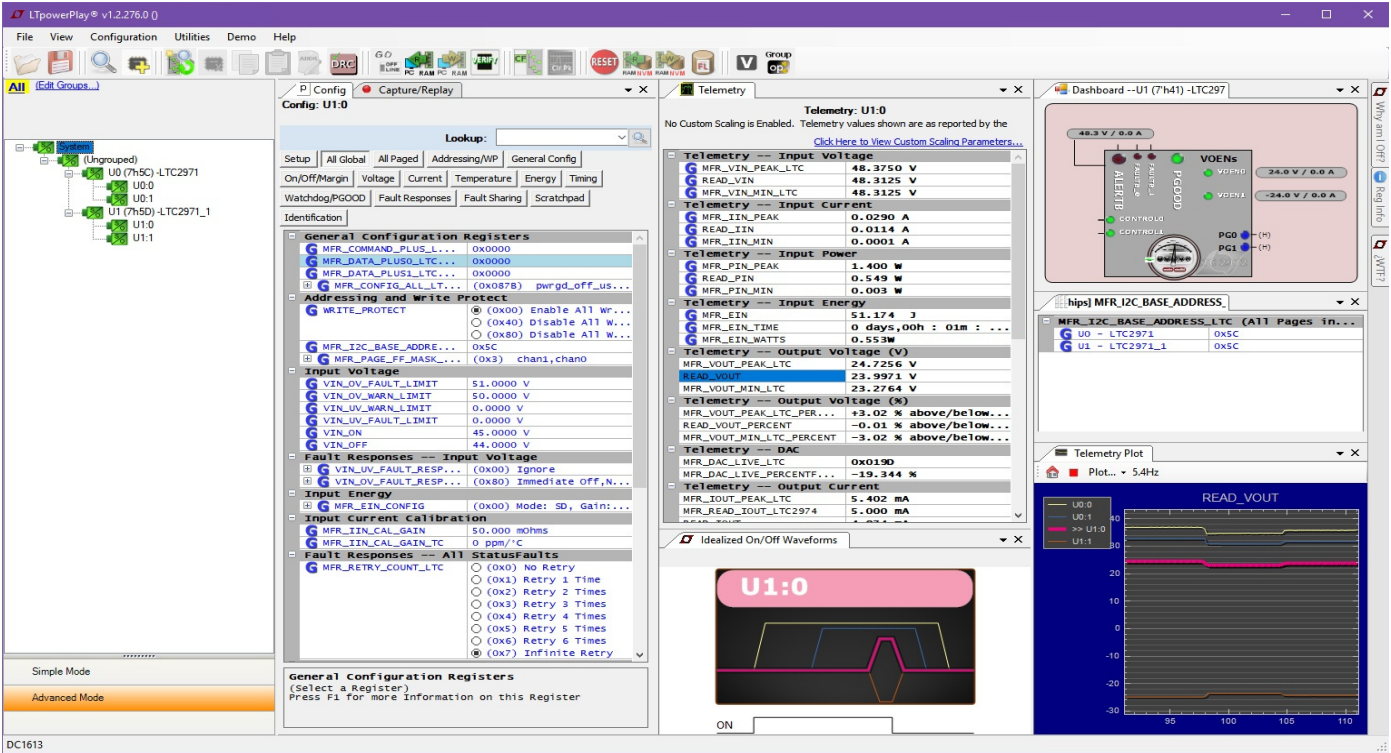 LTpowerPlay® v1.2.276.0 ()
File View Configuration Utilities Demo Help
DRC GO OFF LINE PC RAM PC RAM VERIFY CF Clr.Flt RESET RAM NVM RAM NVM FL V Group op
All (Edit Groups...)
System
(Ungrouped)
U0 (7h5C) -LTC2971
U0:0
U0:1
U1 (7h5D) -LTC2971_1
U1:0
U1:1
Simple Mode
Advanced Mode
DC1613
Config Capture/Replay
Config: U1:0
Lookup:
Setup All Global All Paged Addressing/WP General Config
On/Off/Margin Voltage Current Temperature Energy Timing
Watchdog/PGOOD Fault Responses Fault Sharing Scratchpad
Identification
General Configuration Registers
G MFR_COMMAND_PLUS_L... 0x0000
G MFR_DATA_PLUS0_LTC... 0x0000
G MFR_DATA_PLUS1_LTC... 0x0000
G MFR_CONFIG_ALL_LT... (0x087B) pwrgd_off_us...
Addressing and Write Protect
G WRITE_PROTECT (0x00) Enable All Wr...
(0x40) Disable All W...
(0x80) Disable All W...
G MFR_I2C_BASE_ADDRE... 0x5C
G MFR_PAGE_FF_MASK_... (0x3) chan1,chan0
Input Voltage
G VIN_OV_FAULT_LIMIT 51.0000 V
G VIN_OV_WARN_LIMIT 50.0000 V
G VIN_UV_WARN_LIMIT 0.0000 V
G VIN_UV_FAULT_LIMIT 0.0000 V
G VIN_ON 45.0000 V
G VIN_OFF 44.0000 V
Fault Responses -- Input Voltage
G VIN_UV_FAULT_RESP... (0x00) Ignore
G VIN_OV_FAULT_RESP... (0x80) Immediate Off,N...
Input Energy
G MFR_EIN_CONFIG (0x00) Mode: SD, Gain:...
Input Current Calibration
G MFR_IIN_CAL_GAIN 50.000 mOhms
G MFR_IIN_CAL_GAIN_TC 0 ppm/°C
Fault Responses -- All StatusFaults
G MFR_RETRY_COUNT_LTC (0x0) No Retry
(0x1) Retry 1 Time
(0x2) Retry 2 Times
(0x3) Retry 3 Times
(0x4) Retry 4 Times
(0x5) Retry 5 Times
(0x6) Retry 6 Times
(0x7) Infinite Retry
General Configuration Registers
(Select a Register)
Press F1 for more Information on this Register
Telemetry
Telemetry: U1:0
No Custom Scaling is Enabled. Telemetry values shown are as reported by the
Click Here to View Custom Scaling Parameters...
Telemetry -- Input Voltage
G MFR_VIN_PEAK_LTC 48.3750 V
G READ_VIN 48.3125 V
G MFR_VIN_MIN_LTC 48.3125 V
Telemetry -- Input Current
G MFR_IIN_PEAK 0.0290 A
G READ_IIN 0.0114 A
G MFR_IIN_MIN 0.0001 A
Telemetry -- Input Power
G MFR_PIN_PEAK 1.400 W
G READ_PIN 0.549 W
G MFR_PIN_MIN 0.003 W
Telemetry -- Input Energy
G MFR_EIN 51.174 J
G MFR_EIN_TIME 0 days,00h : 01m : ...
G MFR_EIN_WATTS 0.553W
Telemetry -- Output Voltage (V)
MFR_VOUT_PEAK_LTC 24.7256 V
READ_VOUT 23.9971 V
MFR_VOUT_MIN_LTC 23.2764 V
Telemetry -- Output Voltage (%)
MFR_VOUT_PEAK_LTC_PER... +3.02 % above/below...
READ_VOUT_PERCENT -0.01 % above/below...
MFR_VOUT_MIN_LTC_PERCENT -3.02 % above/below...
Telemetry -- DAC
MFR_DAC_LIVE_LTC 0x019D
MFR_DAC_LIVE_PERCENTF... -19.344 %
Telemetry -- Output Current
MFR_IOUT_PEAK_LTC 5.402 mA
MFR_READ_IOUT_LTC2974 5.000 mA
Idealized On/Off Waveforms
U1:0
ON
Dashboard --U1 (7'h41) -LTC297
48.3 V / 0.0 A
ALERTB FAULTB_0 FAULTB_1 PGOOD
VOENs
VOEN0 24.0 V / 0.0 A
VOEN1 -24.0 V / 0.0 A
CONTROL0
CONTROL1
PG0 (H)
PG1 (H)
hips] MFR_I2C_BASE_ADDRESS_
MFR_I2C_BASE_ADDRESS_LTC (All Pages in...
G U0 - LTC2971 0x5C
G U1 - LTC2971_1 0x5C
Telemetry Plot
Plot... 5.4Hz
READ_VOUT
U0:0
U0:1
>> U1:0
U1:1
40
30
20
10
0
-10
-20
-30
95 100 105 110
Why am I Off?
Reg Info
¿WTF?